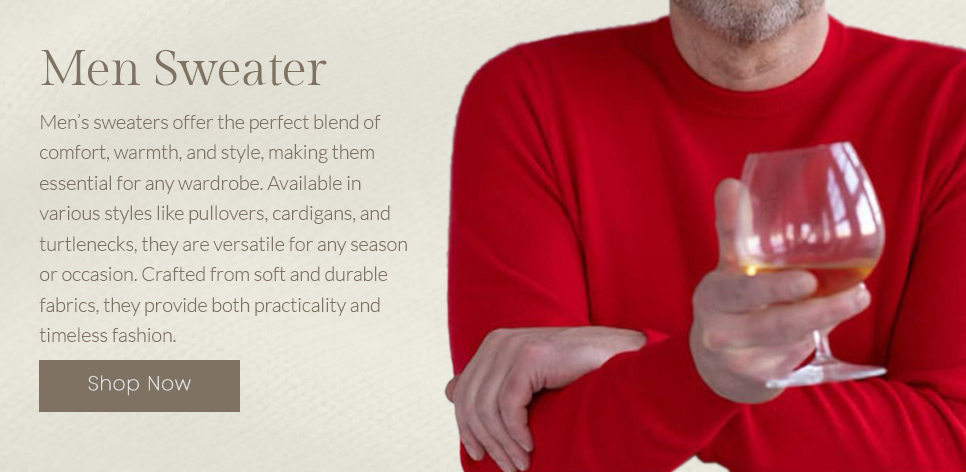 Men Sweater
Men’s sweaters offer the perfect blend of
comfort, warmth, and style, making them
essential for any wardrobe. Available in
various styles like pullovers, cardigans, and
turtlenecks, they are versatile for any season
or occasion. Crafted from soft and durable
fabrics, they provide both practicality and
timeless fashion.
Shop Now